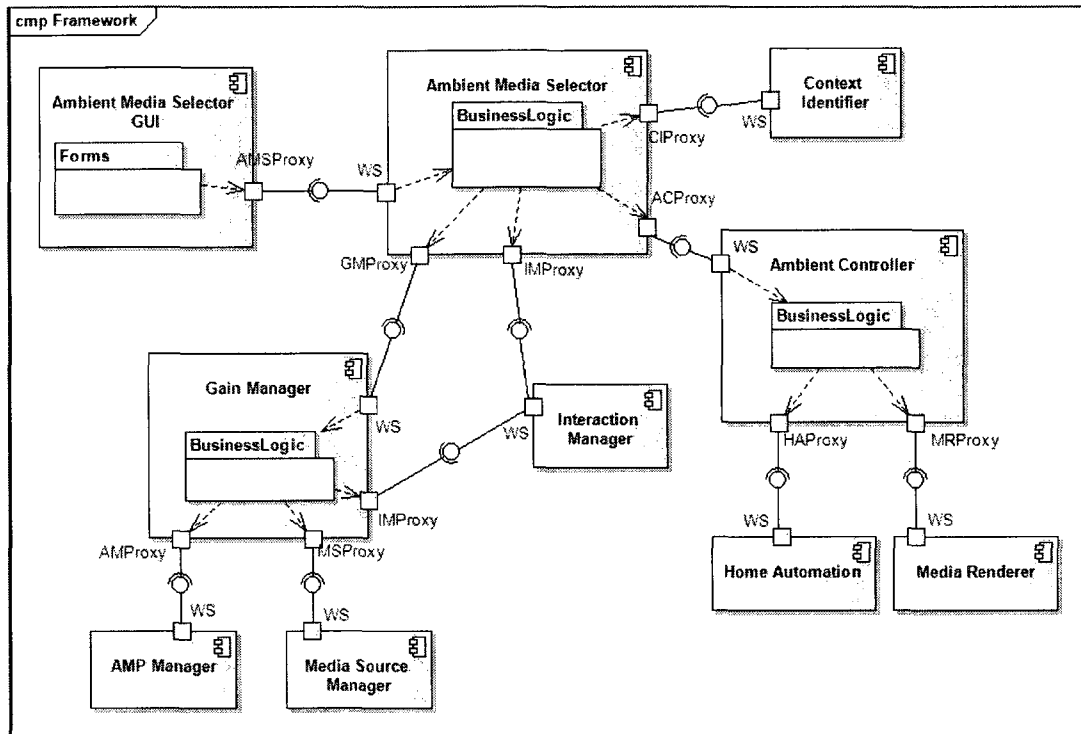 cmp Framework
Ambient Media Selector
GUI
Forms
AMSProxy
WS
Ambient Media Selector
BusinessLogic
CIProxy
WS
Context
Identifier
ACProxy
WS
GMProxy
IMProxy
Ambient Controller
BusinessLogic
HAProxy
MRProxy
Gain Manager
WS
BusinessLogic
IMProxy
WS
Interaction
Manager
AMProxy
MSProxy
WS
WS
AMP Manager
Media Source
Manager
WS
WS
Home Automation
Media Renderer